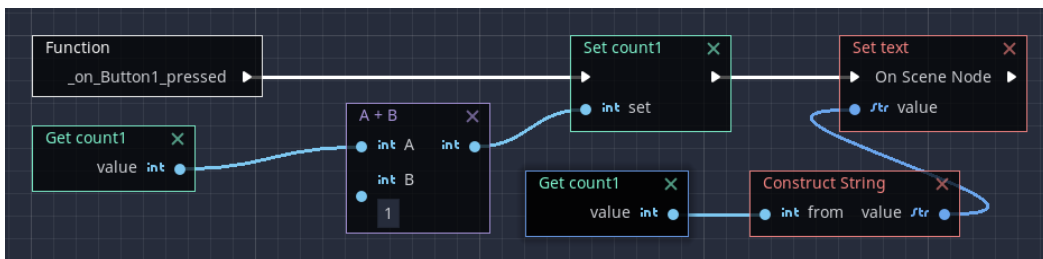 Function
_on_Button1_pressed
Get count1
value int
A + B
int A int
int B
1
Set count1
int set
Get count1
value int
Set text
On Scene Node
Str value
Construct String
int from value Str